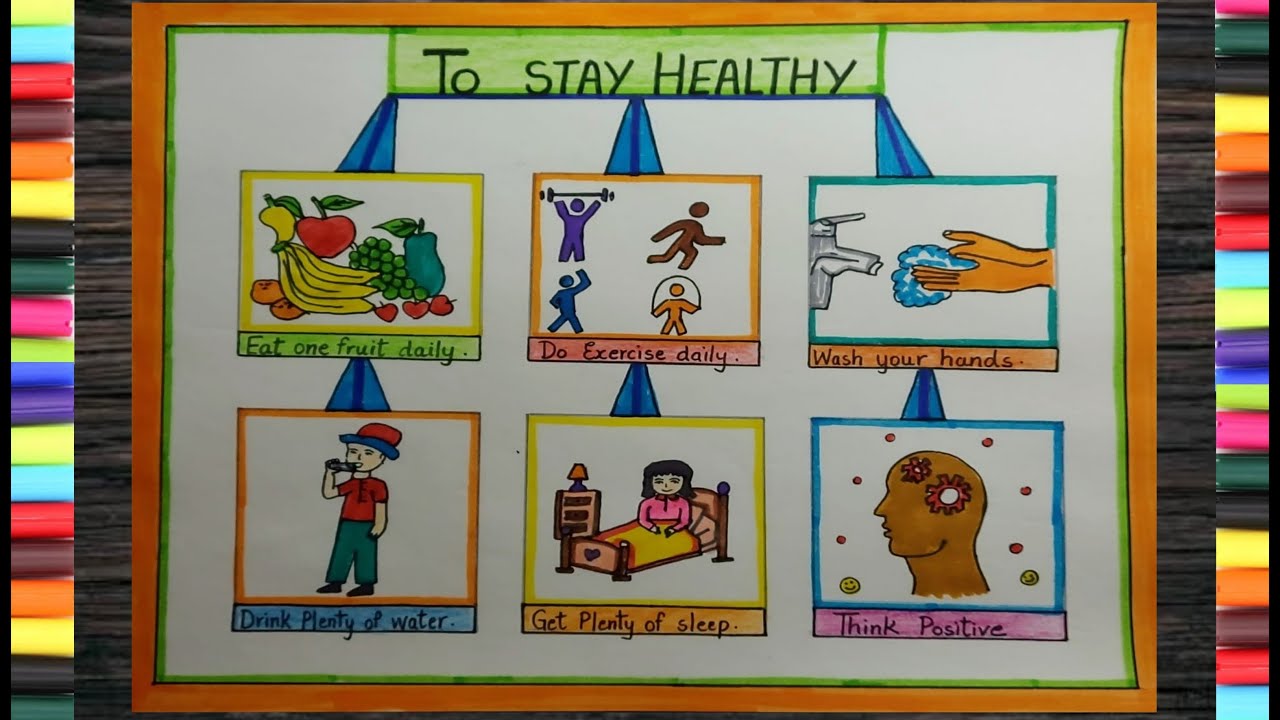 To STAY HEALTHY
Eat one fruit daily.
Do Exercise daily.
Wash your hands.
Drink Plenty of water.
Get Plenty of sleep.
Think Positive